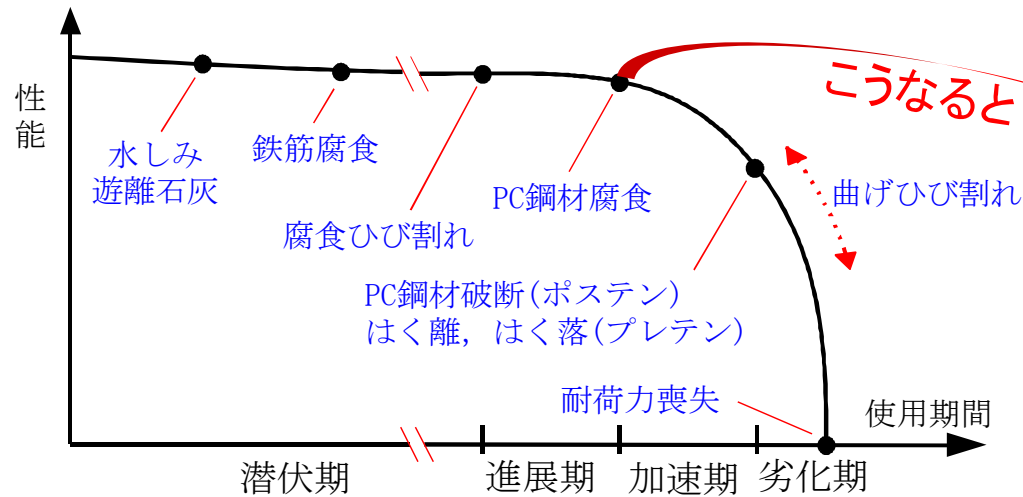 こうなると
性能
水しみ
遊離石灰
鉄筋腐食
腐食ひび割れ
PC鋼材腐食
曲げひび割れ
PC鋼材破断(ポステン)
はく離, はく落(プレテン)
耐荷力喪失
使用期間
潜伏期
進展期
加速期
劣化期